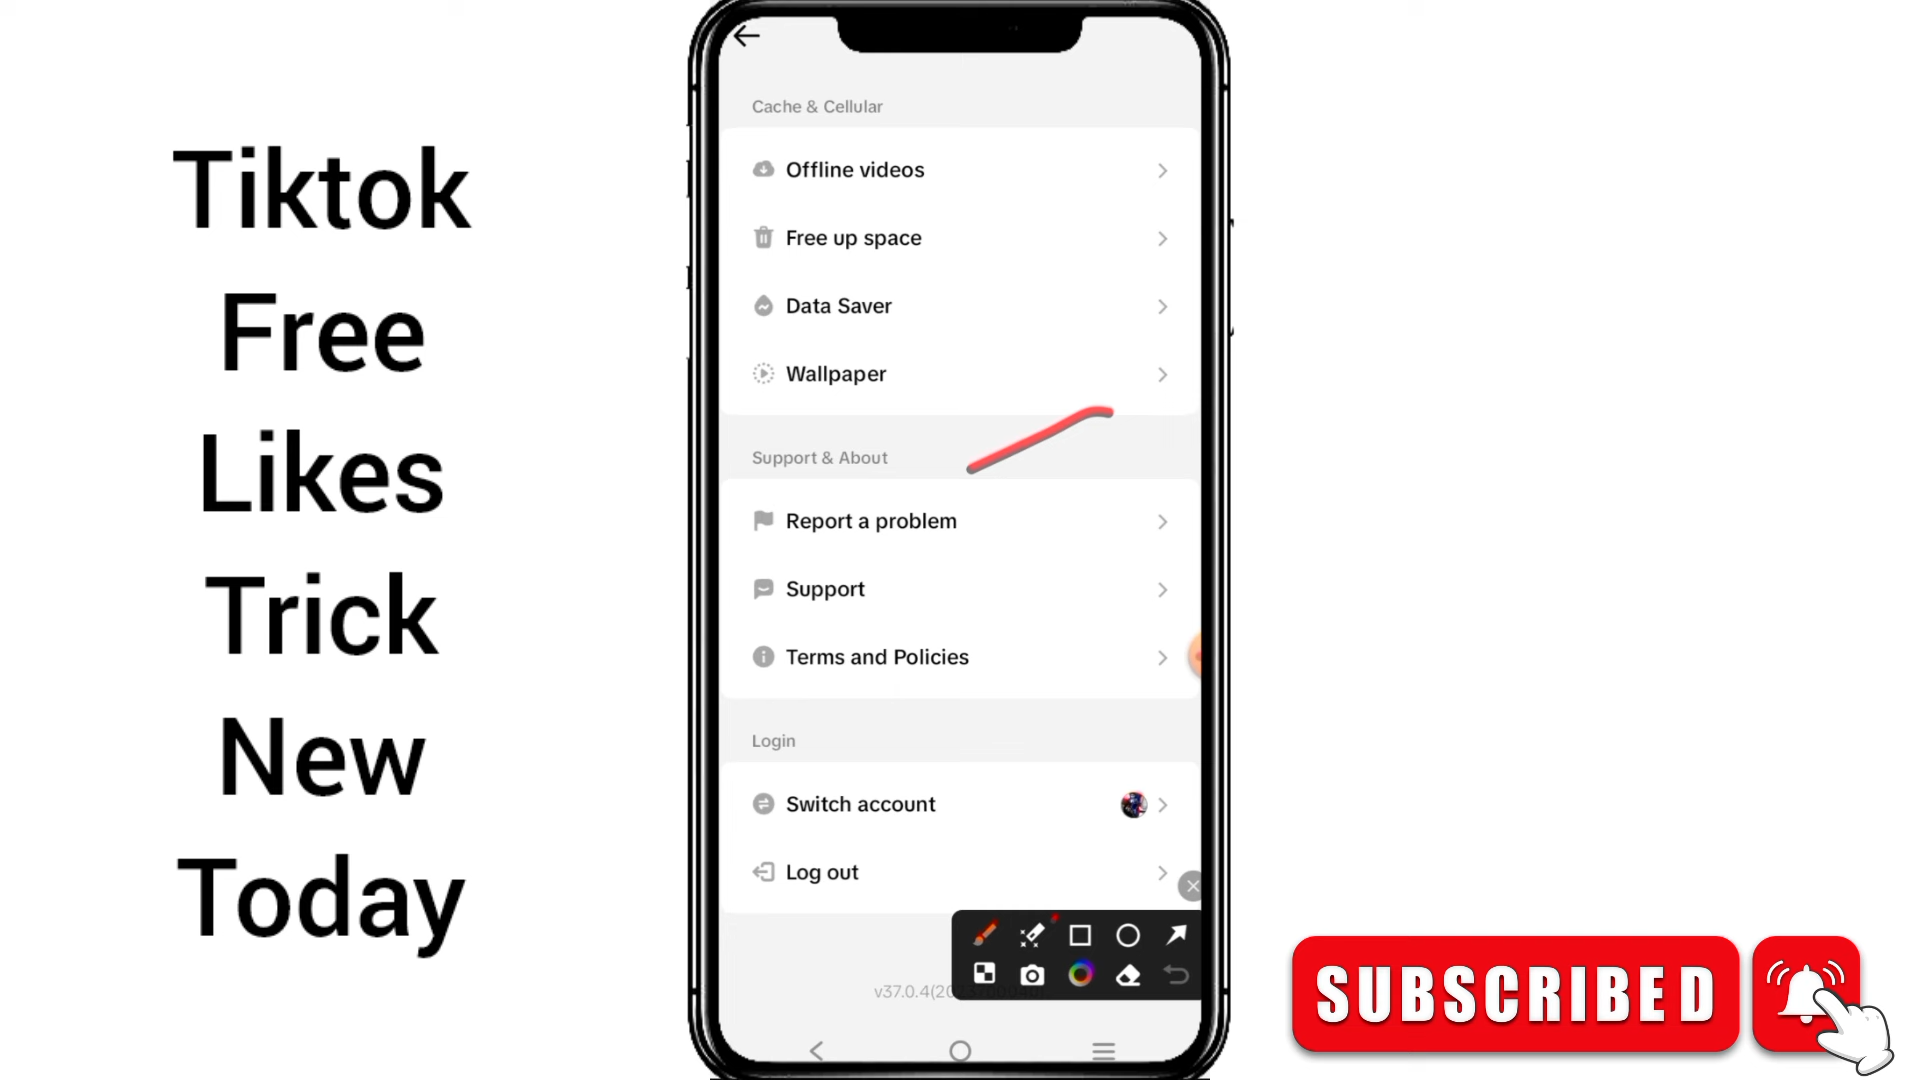 Tiktok
Free
Likes
Trick
New
Today
Cache & Cellular
Offline videos
Free up space
Data Saver
Wallpaper
Support & About
Report a problem
Support
Terms and Policies
Login
Switch account
Log out
SUBSCRIBED